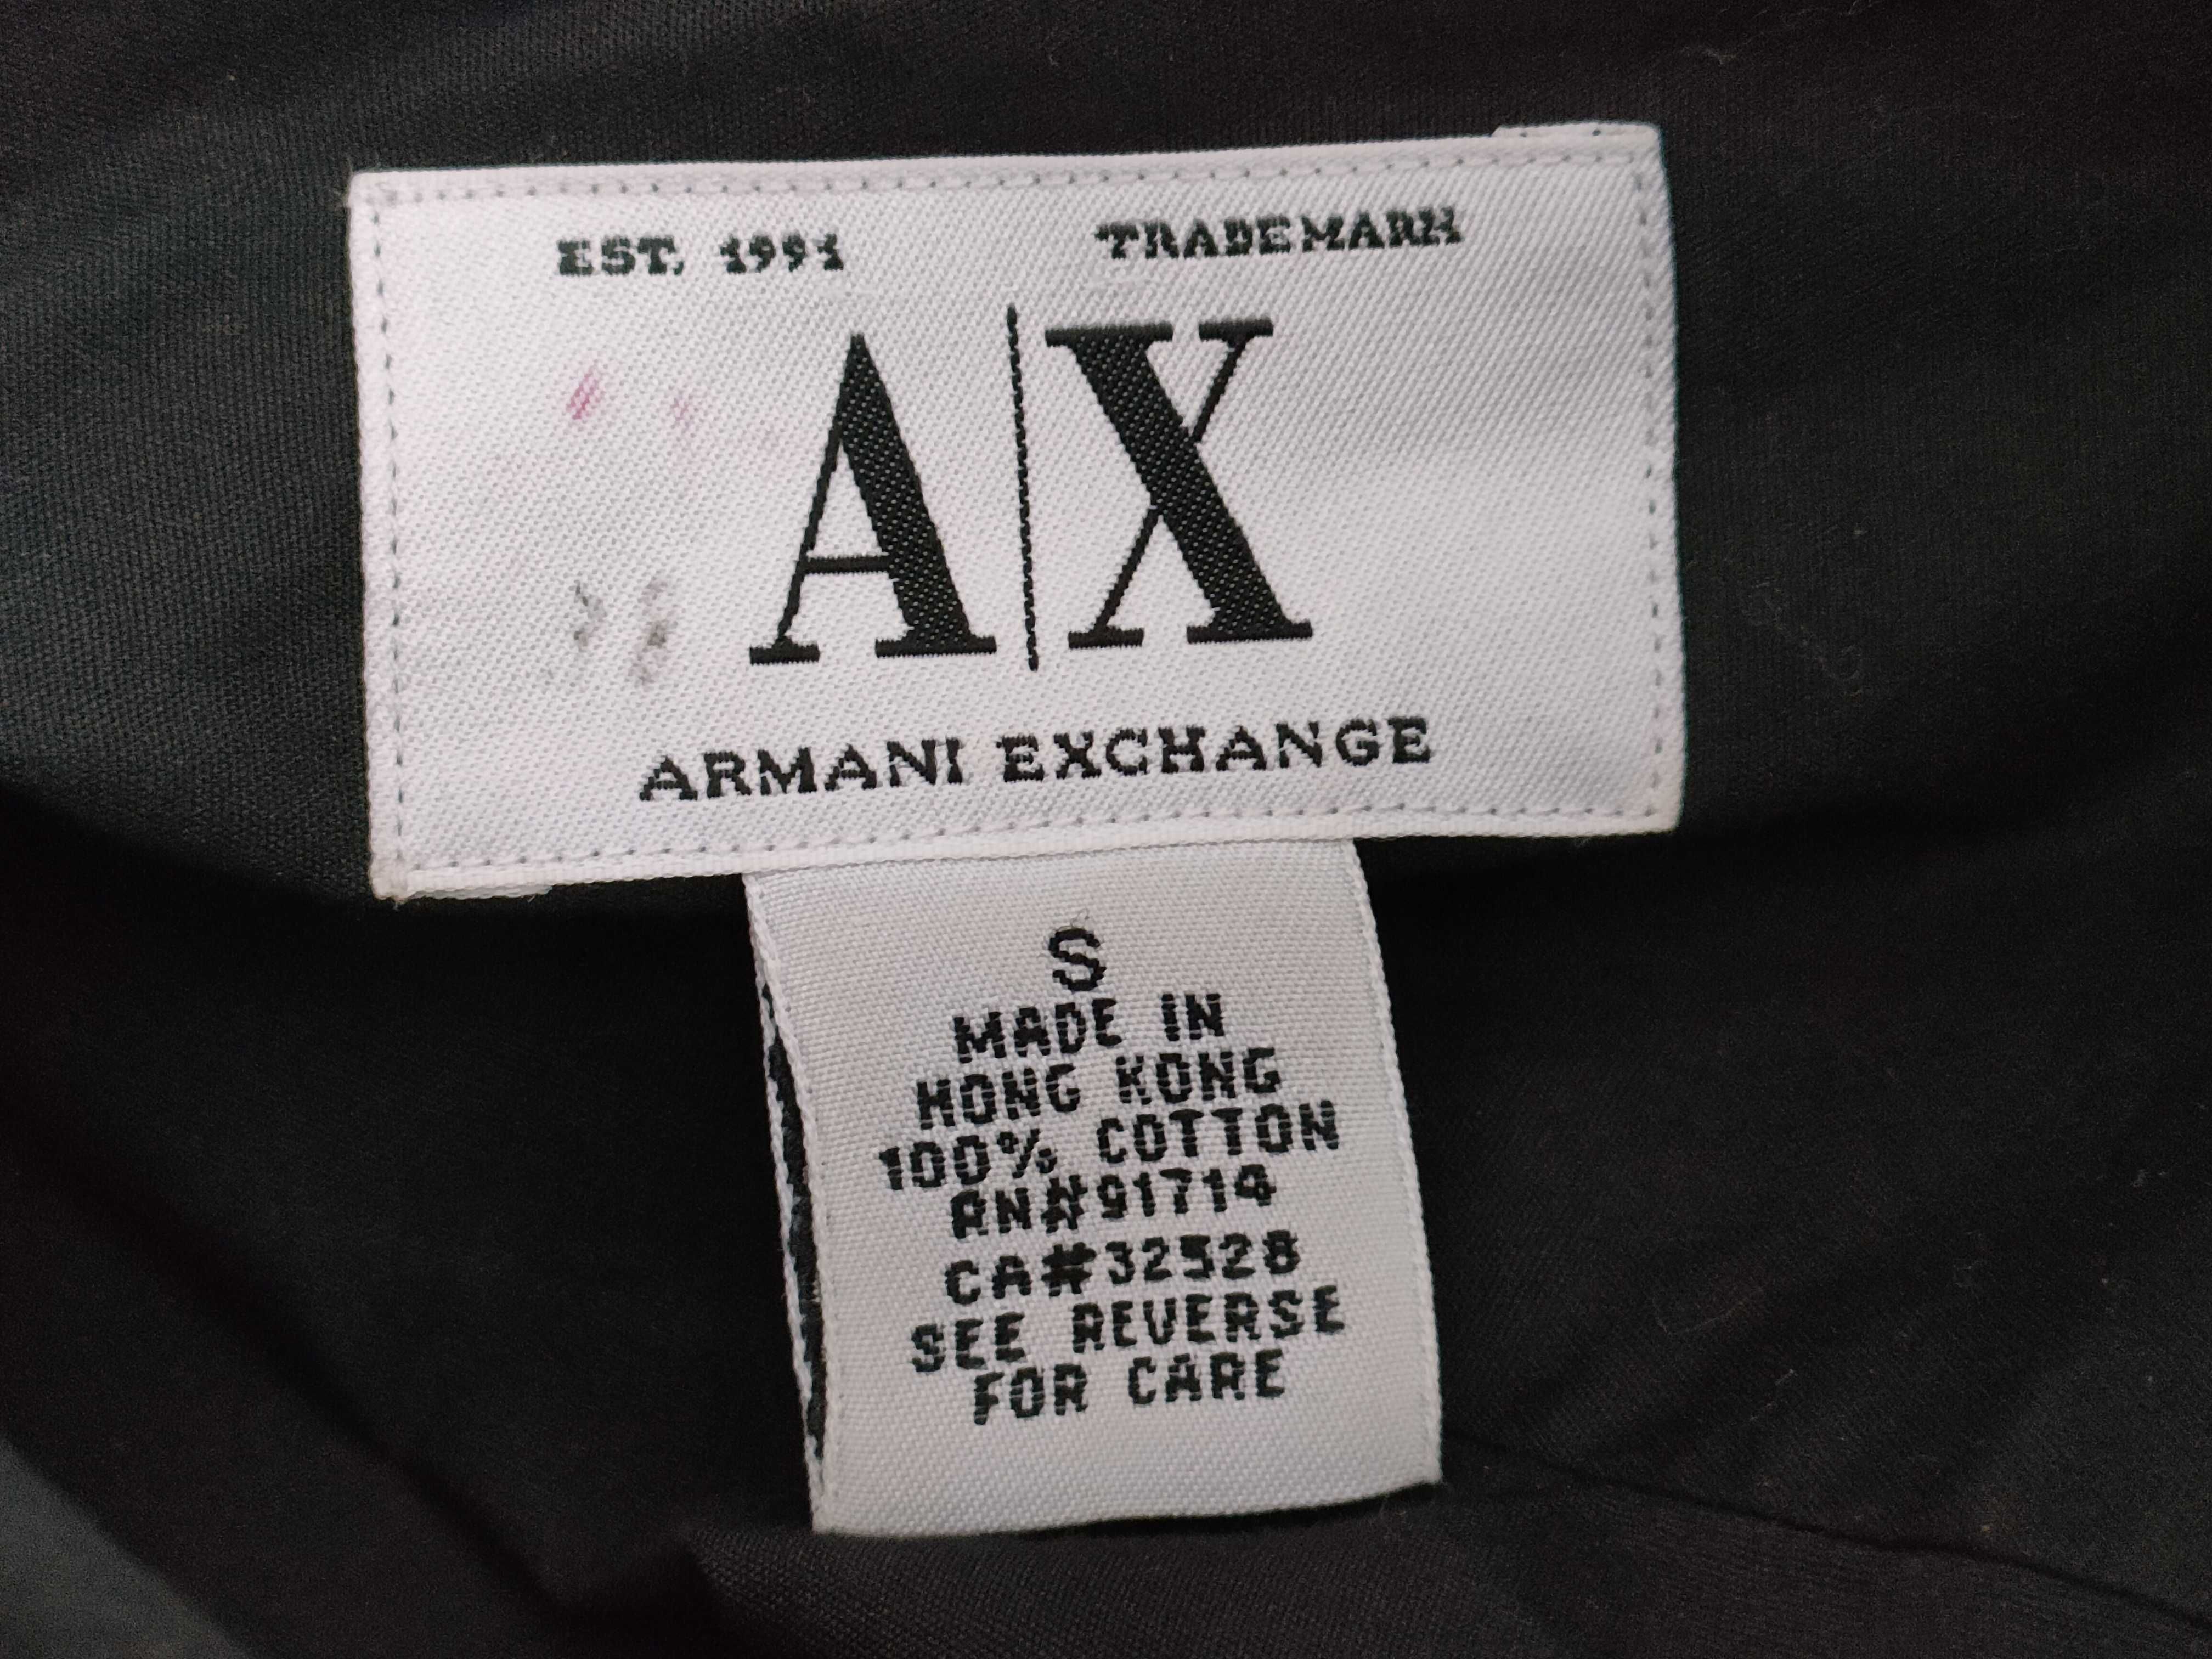 EST. 1991 TRADEMARK
A|X
ARMANI EXCHANGE
S
MADE IN
HONG KONG
100% COTTON
RN#91714
CA#32528
SEE REVERSE
FOR CARE